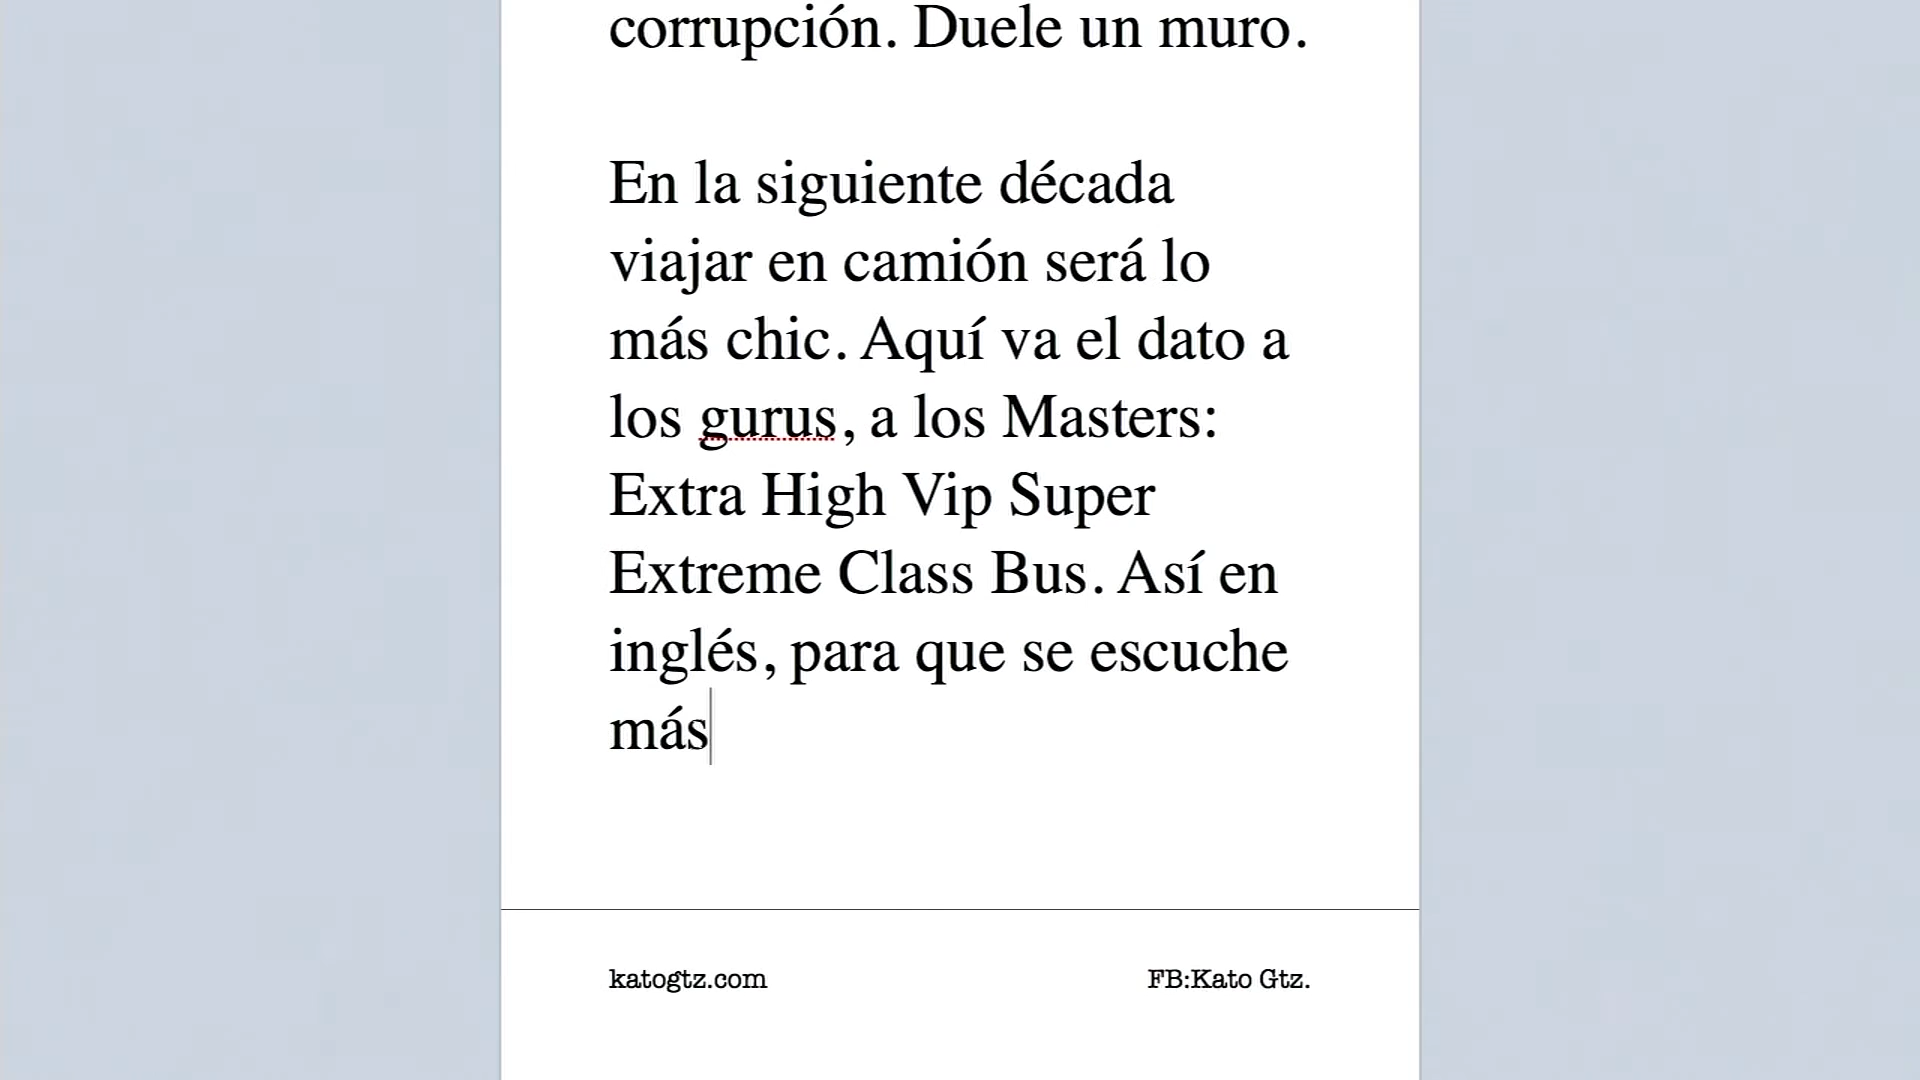 corrupción. Duele un muro.
En la siguiente década
viajar en camión será lo
más chic. Aquí va el dato a
los gurus, a los Masters:
Extra High Vip Super
Extreme Class Bus. Así en
inglés, para que se escuche
más
katogtz.com
FB:Kato Gtz.